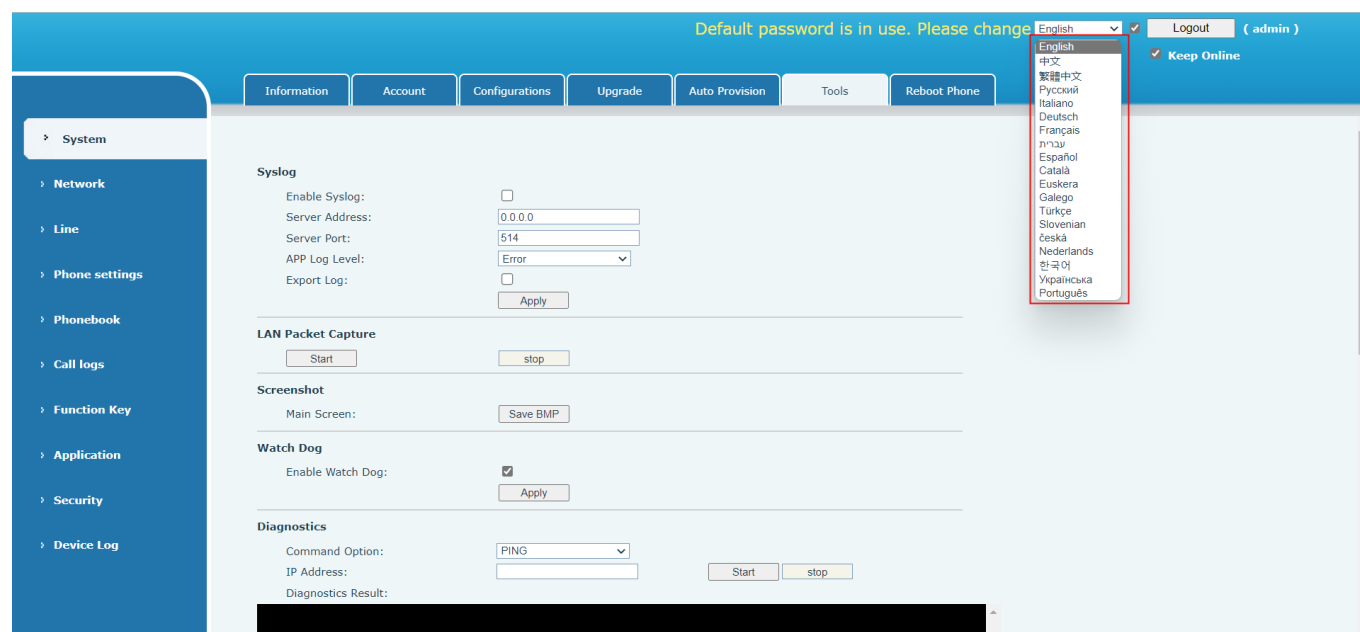 Default password is in use. Please change
English
Logout
( admin )
Keep Online
English
中文
繁體中文
Русский
Italiano
Deutsch
Français
עברית
Español
Català
Euskera
Galego
Türkçe
Slovenian
česká
Nederlands
한국어
Українська
Português
Information
Account
Configurations
Upgrade
Auto Provision
Tools
Reboot Phone
System
Network
Line
Phone settings
Phonebook
Call logs
Function Key
Application
Security
Device Log
Syslog
Enable Syslog:
Server Address: 0.0.0.0
Server Port: 514
APP Log Level: Error
Export Log:
Apply
LAN Packet Capture
Start stop
Screenshot
Main Screen: Save BMP
Watch Dog
Enable Watch Dog:
Apply
Diagnostics
Command Option: PING
IP Address: Start stop
Diagnostics Result: